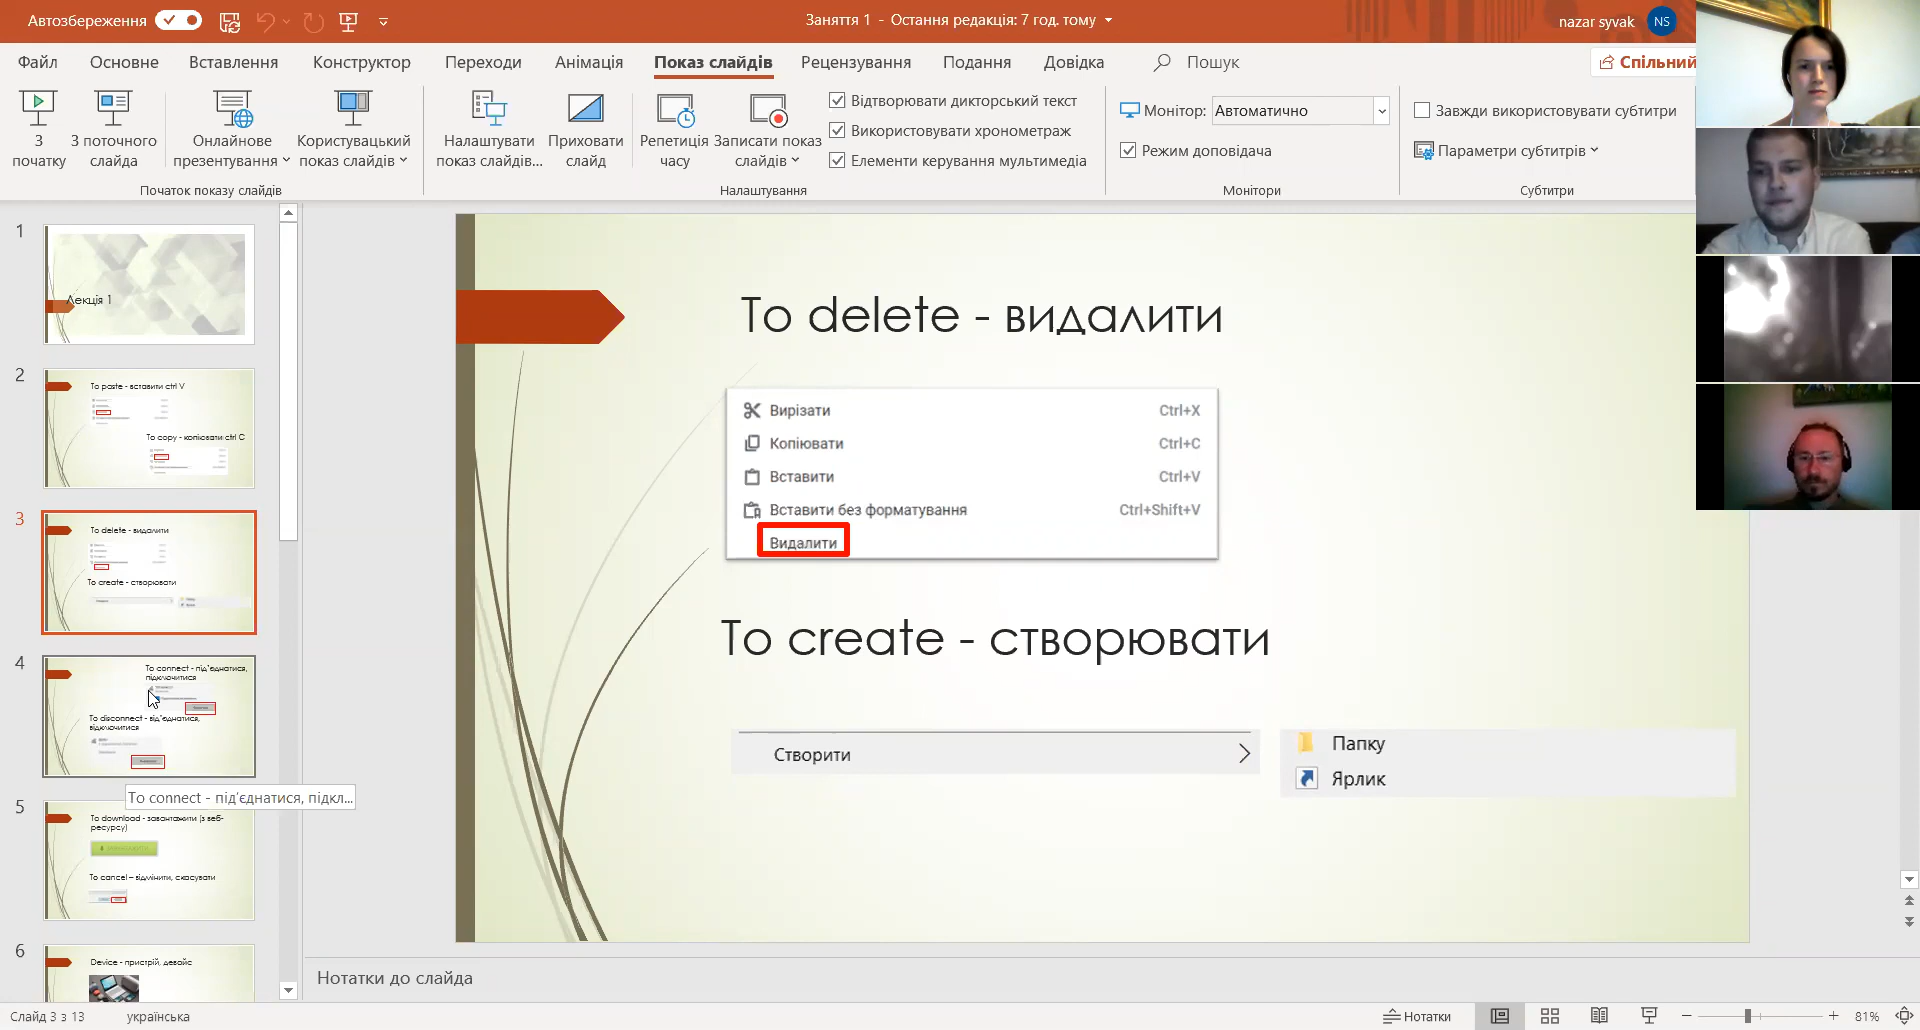 Автозбереження
Заняття 1 - Остання редакція: 7 год. тому
nazar syvak NS
Файл Основне Вставлення Конструктор Переходи Анімація Показ слайдів Рецензування Подання Довідка Пошук Спільний
З початку
З поточного слайда
Онлайнове презентування
Користувацький показ слайдів
Початок показу слайдів
Налаштувати показ слайдів...
Приховати слайд
Репетиція часу
Записати показ слайдів
Відтворювати дикторський текст
Використовувати хронометраж
Елементи керування мультимедіа
Налаштування
Монітор: Автоматично
Режим доповідача
Монітори
Завжди використовувати субтитри
Параметри субтитрів
Субтитри
1
Лекція 1
2
To paste - вставити ctrl V
To copy - копіювати ctrl C
3
To delete - видалити
To create - створювати
4
To connect - під'єднатися,
підключитися
To disconnect - від'єднатися,
відключитися
To connect - під'єднатися, підкл...
5
To download - завантажити (з веб-
ресурсу)
To cancel – відмінити, скасувати
6
Device - пристрій, девайс
To delete - видалити
Вирізати Ctrl+X
Копіювати Ctrl+C
Вставити Ctrl+V
Вставити без форматування Ctrl+Shift+V
Видалити
To create - створювати
Створити
Папку
Ярлик
Нотатки до слайда
Слайд 3 з 13 українська Нотатки 81%